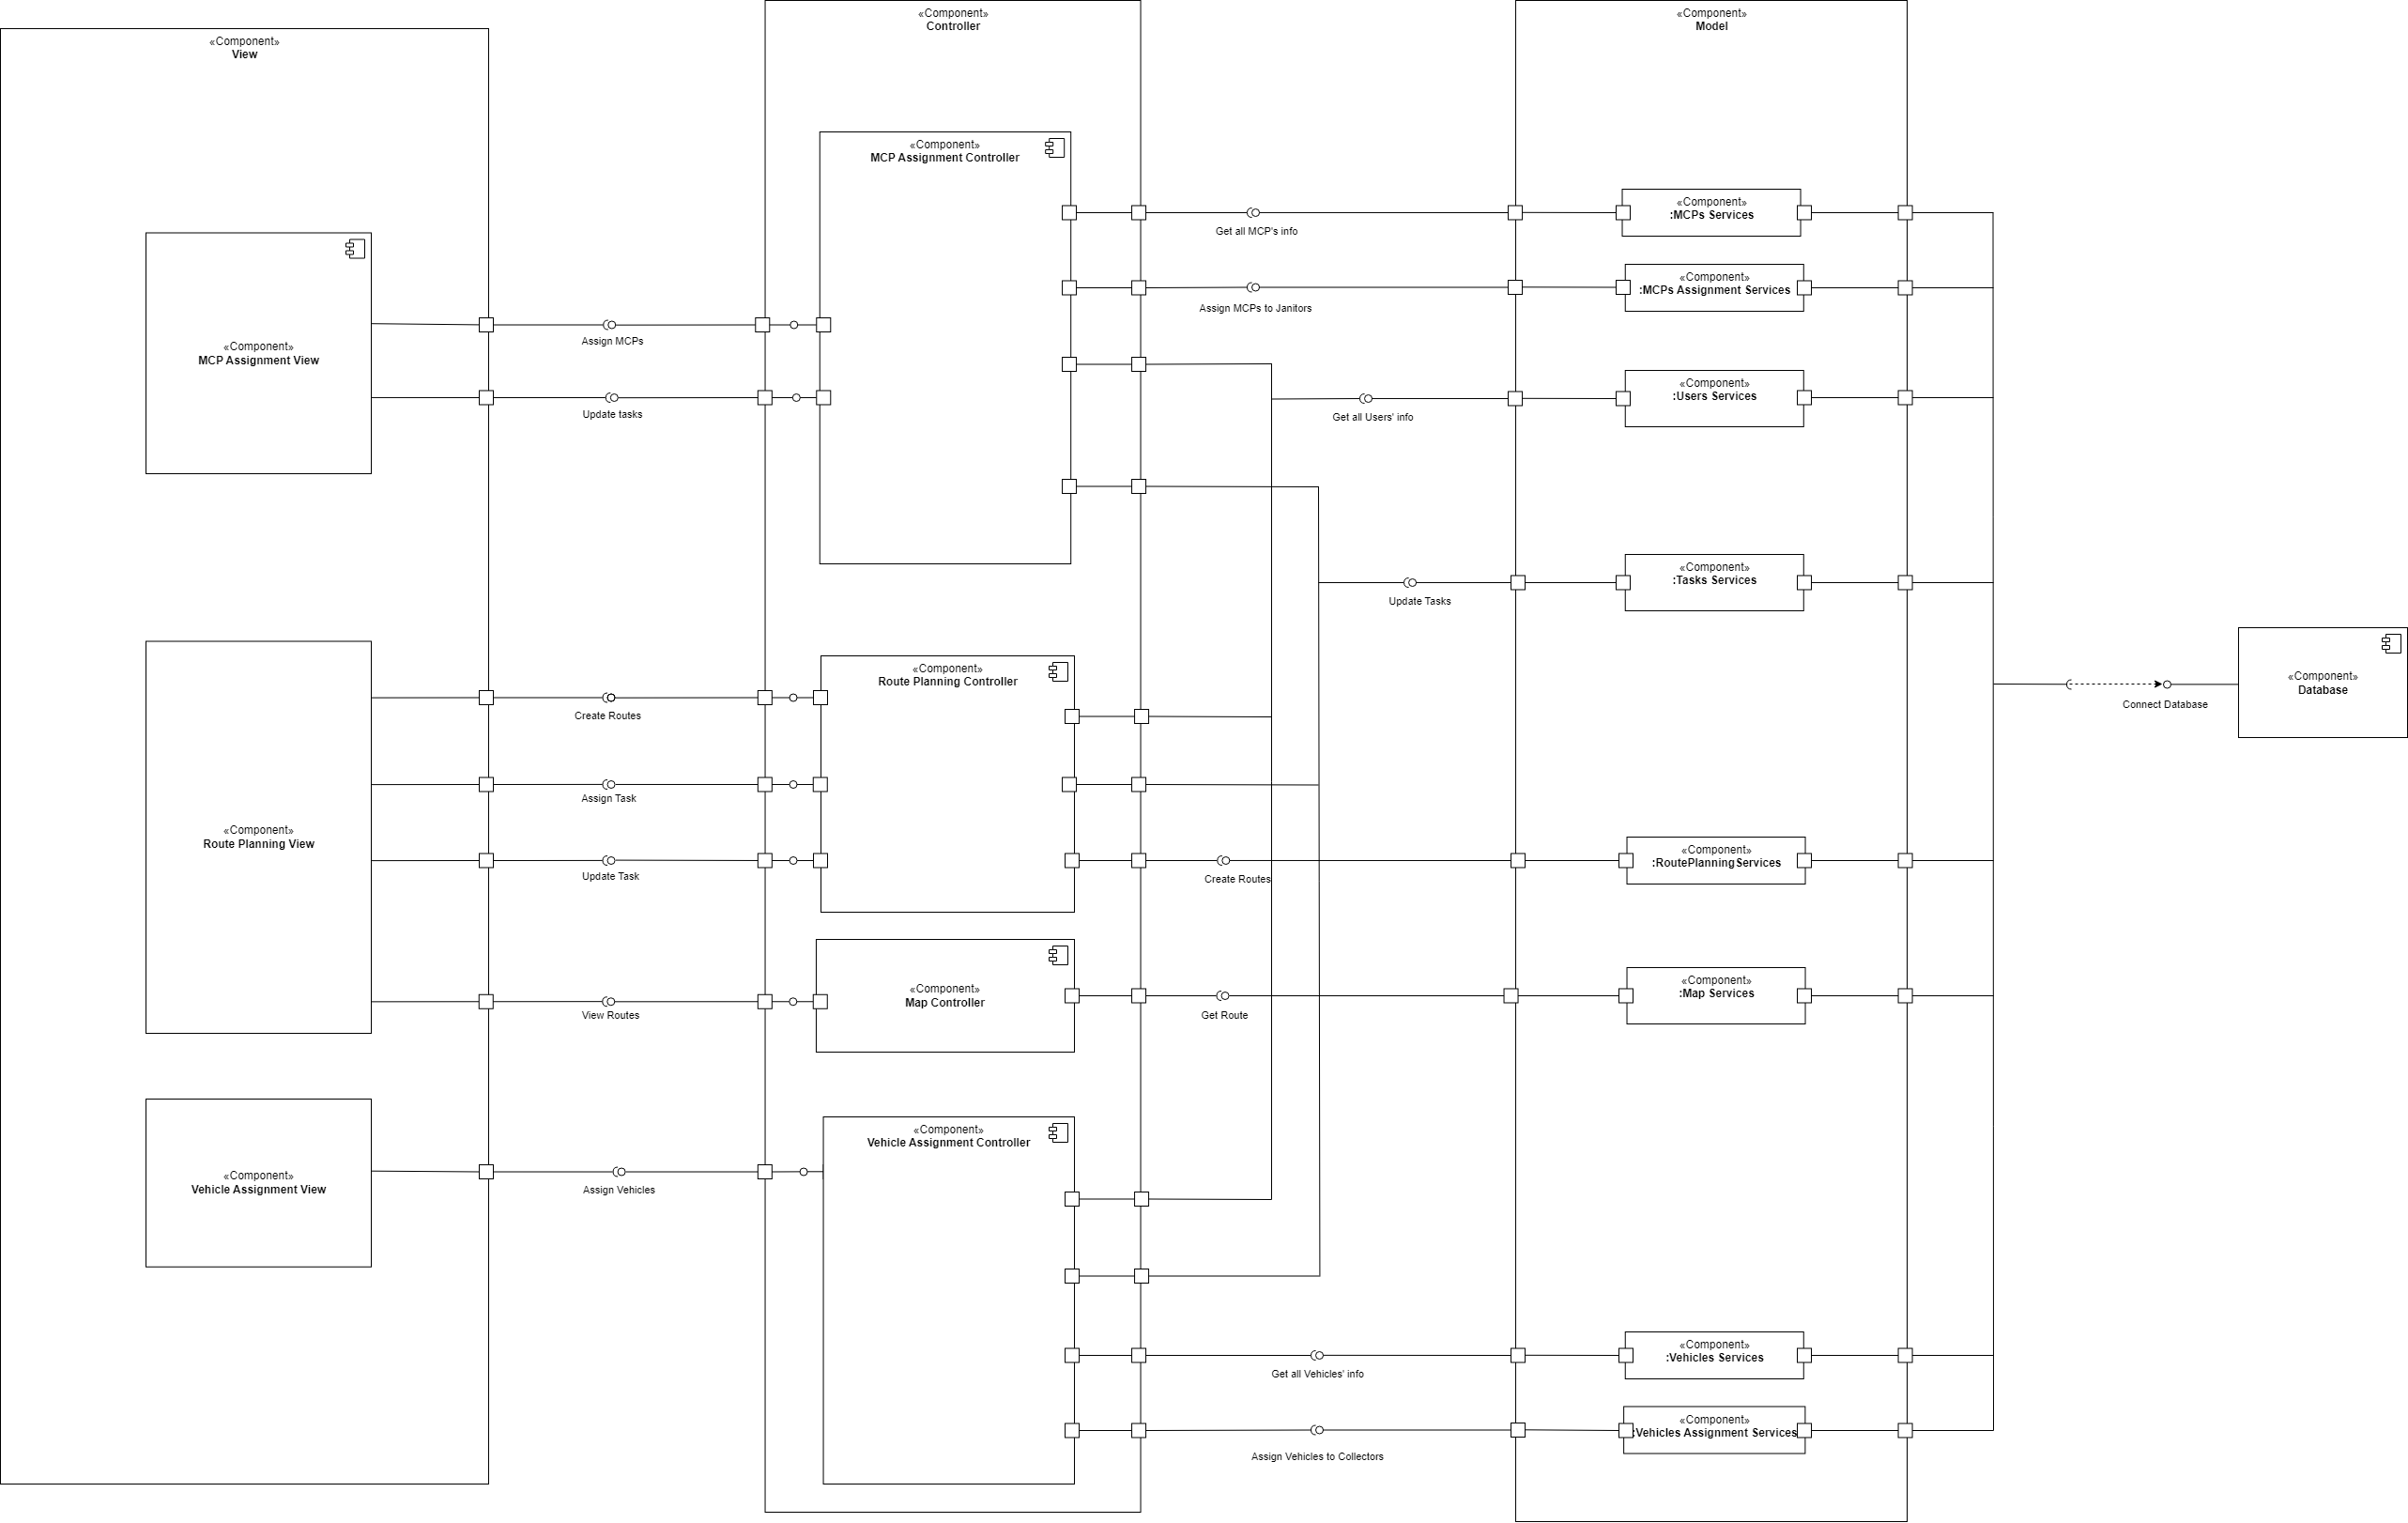 «Component»
View
«Component»
MCP Assignment View
«Component»
Route Planning View
«Component»
Vehicle Assignment View
Assign MCPs
Update tasks
Create Routes
Assign Task
Update Task
View Routes
Assign Vehicles
«Component»
Controller
«Component»
MCP Assignment Controller
«Component»
Route Planning Controller
«Component»
Map Controller
«Component»
Vehicle Assignment Controller
Get all MCP's info
Assign MCPs to Janitors
Get all Users' info
Update Tasks
Create Routes
Get Route
Get all Vehicles' info
Assign Vehicles to Collectors
«Component»
Model
«Component»
:MCPs Services
«Component»
:MCPs Assignment Services
«Component»
:Users Services
«Component»
:Tasks Services
«Component»
:RoutePlanningServices
«Component»
:Map Services
«Component»
:Vehicles Services
«Component»
:Vehicles Assignment Services
Connect Database
«Component»
Database